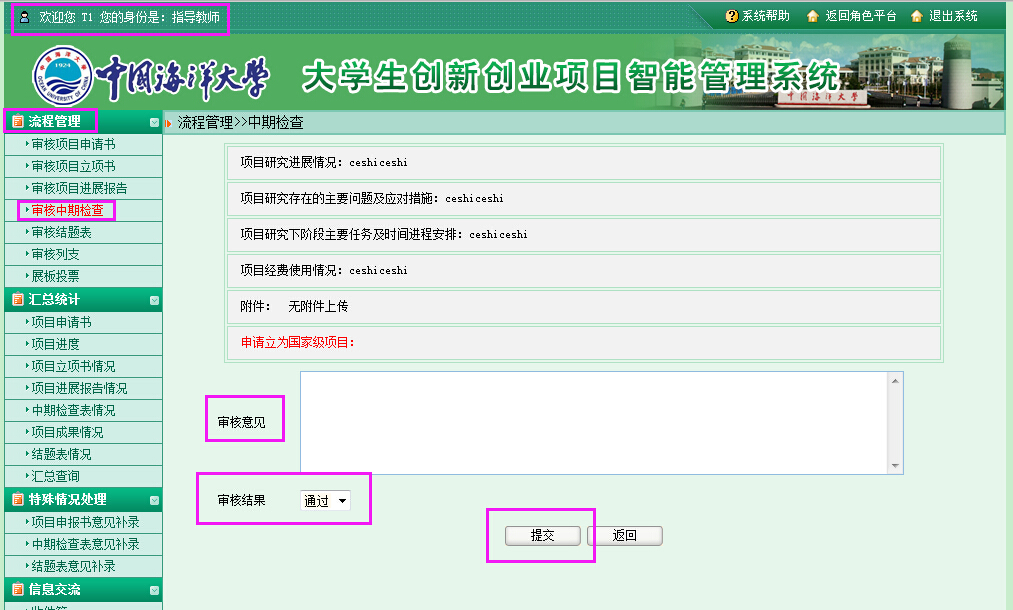 欢迎您 T1 您的身份是：指导教师
系统帮助 返回角色平台 退出系统
1924
OCEAN UNIVERSITY OF CHINA
中国海洋大学 大学生创新创业项目智能管理系统
中国海洋大学
流程管理
审核项目申请书
审核项目立项书
审核项目进展报告
审核中期检查
审核结题表
审核列支
展板投票
汇总统计
项目申请书
项目进度
项目立项书情况
项目进展报告情况
中期检查表情况
项目成果情况
结题表情况
汇总查询
特殊情况处理
项目申报书意见补录
中期检查表意见补录
结题表意见补录
信息交流
流程管理>>中期检查
项目研究进展情况：ceshiceshi
项目研究存在的主要问题及应对措施：ceshiceshi
项目研究下阶段主要任务及时间进程安排：ceshiceshi
项目经费使用情况：ceshiceshi
附件： 无附件上传
申请立为国家级项目：
审核意见
审核结果 通过
提交 返回